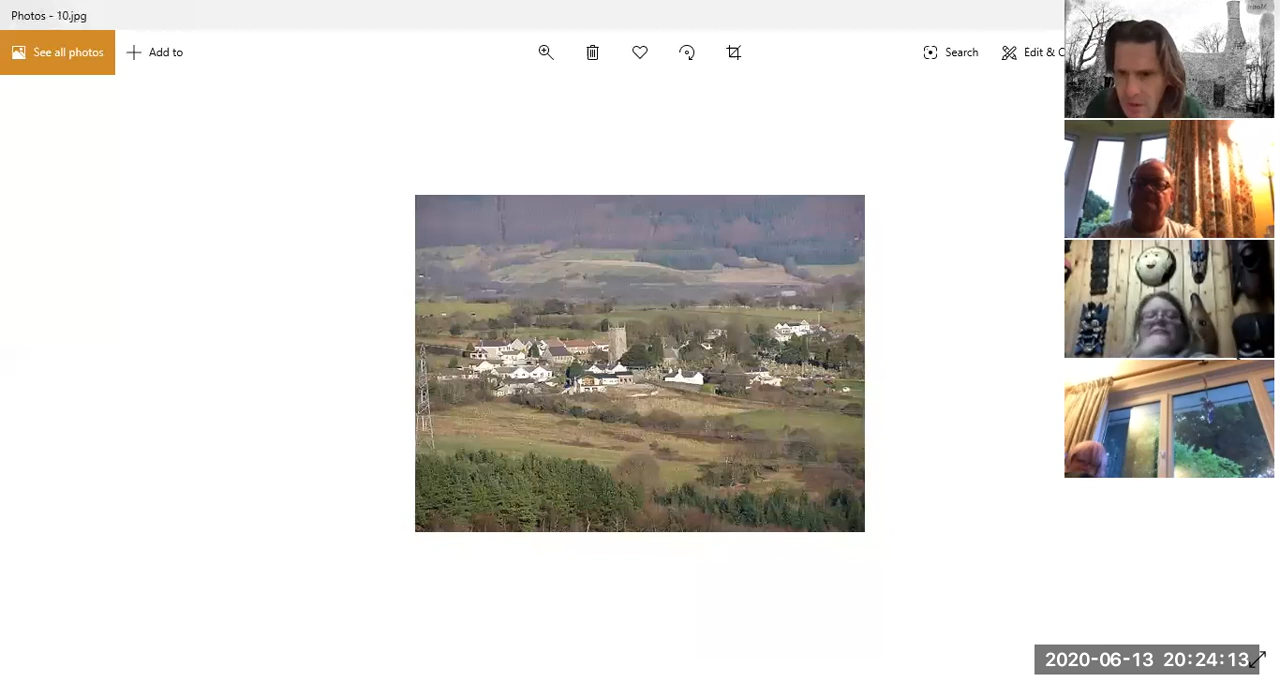 Photos - 10.jpg
See all photos
Add to
Search
Edit & C
2020-06-13 20:24:13